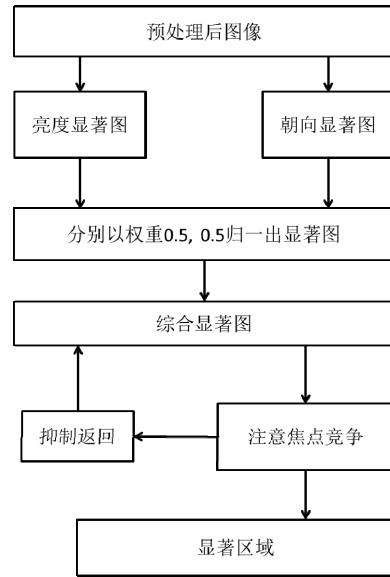 预处理后图像
亮度显著图
朝向显著图
分别以权重0.5, 0.5归一出显著图
综合显著图
抑制返回
注意焦点竞争
显著区域